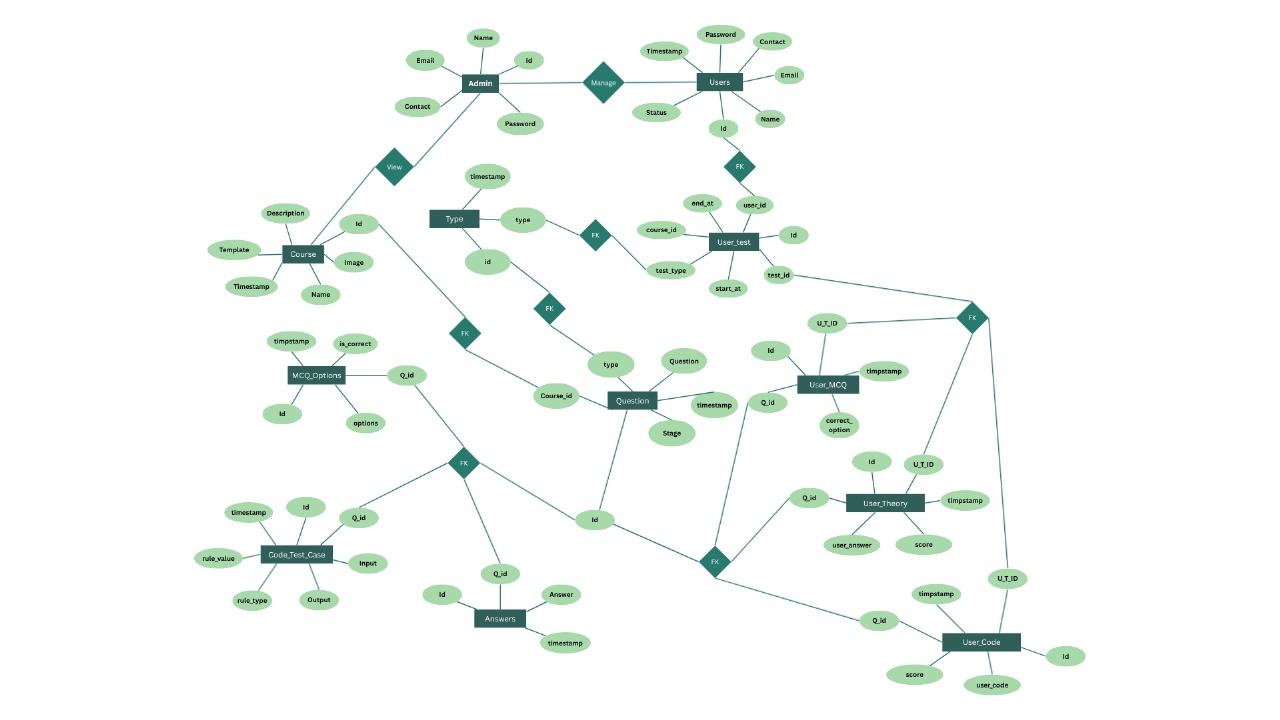 Name
Email
Id
Admin
Contact
Password
Manage
Password
Timestamp
Contact
Users
Email
Status
Name
Id
View
FK
timestamp
Type
type
id
FK
end_at
user_id
course_id
Id
User_test
test_type
test_id
start_at
Description
Id
Template
Course
Image
Timestamp
Name
FK
FK
FK
timpstamp
is_correct
MCQ_Options
Q_id
Id
options
type
Question
Course_id
Question
timestamp
Stage
U_T_ID
Id
timpstamp
User_MCQ
Q_id
correct_
option
FK
Id
U_T_ID
Q_id
User_Theory
timpstamp
user_answer
score
timestamp
Id
Q_id
rule_value
Code_Test_Case
Input
rule_type
Output
Id
FK
Q_id
Id
Answer
Answers
timestamp
U_T_ID
timpstamp
Q_id
User_Code
Id
score
user_code